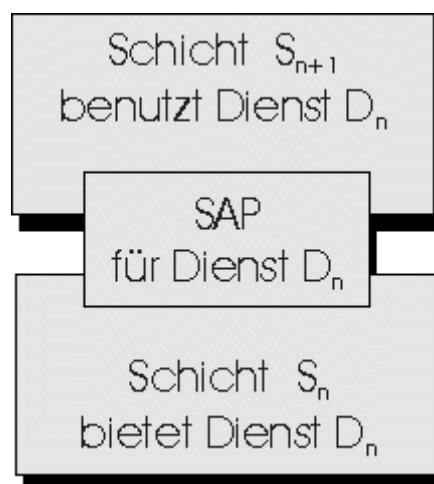 Schicht Sₙ₊₁
benutzt Dienst Dₙ
SAP
für Dienst Dₙ
Schicht Sₙ
bietet Dienst Dₙ